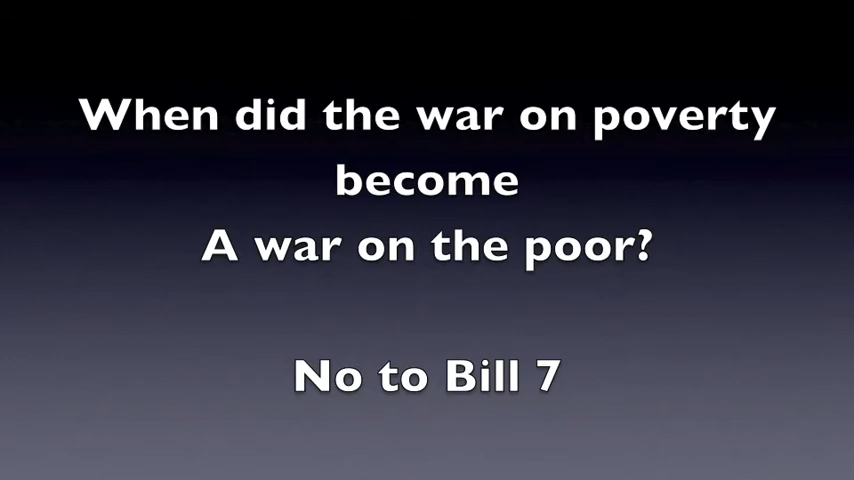 When did the war on poverty
become
A war on the poor?
No to Bill 7